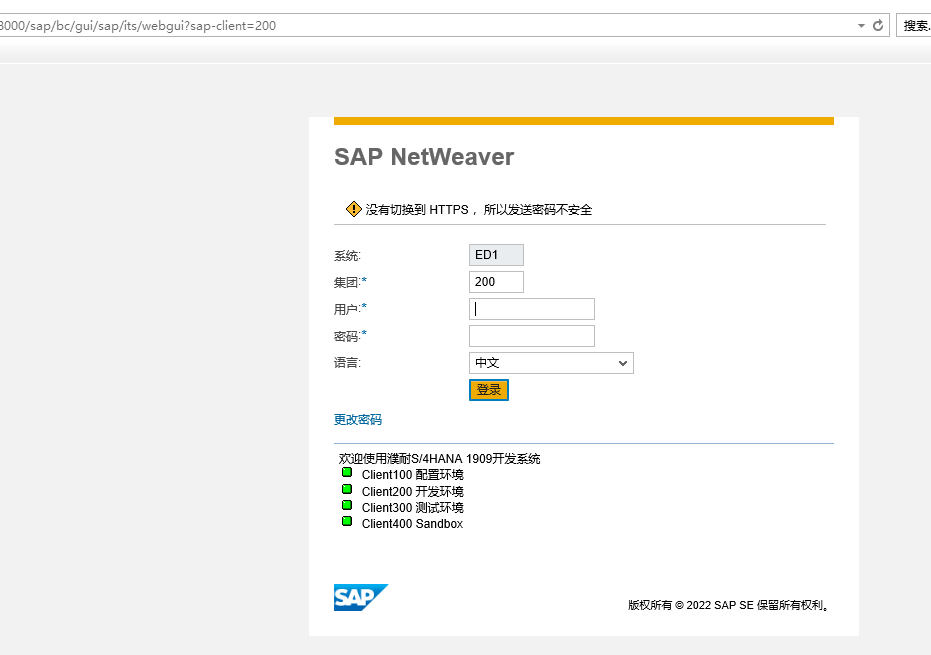 8000/sap/bc/gui/sap/its/webgui?sap-client=200
搜索.
SAP NetWeaver
没有切换到 HTTPS ，所以发送密码不安全
系统: ED1
集团:* 200
用户:*
密码:*
语言: 中文
登录
更改密码
欢迎使用濮耐S/4HANA 1909开发系统
Client100 配置环境
Client200 开发环境
Client300 测试环境
Client400 Sandbox
SAP
版权所有 © 2022 SAP SE 保留所有权利。